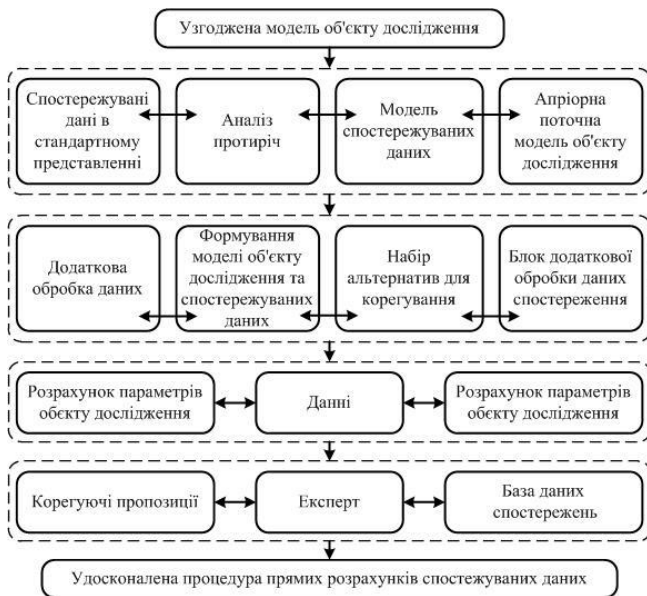 Узгоджена модель об'єкту дослідження
Спостережувані
дані в
стандартному
представленні
Аналіз
протиріч
Модель
спостережуваних
даних
Апріорна
поточна
модель об'єкту
дослідження
Додаткова
обробка даних
Формування
моделі об'єкту
дослідження та
спостережуваних
даних
Набір
альтернатив для
корегування
Блок додаткової
обробки даних
спостереження
Розрахунок параметрів
обєкту дослідження
Данні
Розрахунок параметрів
обєкту дослідження
Корегуючі пропозиції
Експерт
База даних
спостережень
Удосконалена процедура прямих розрахунків спостежуваних даних